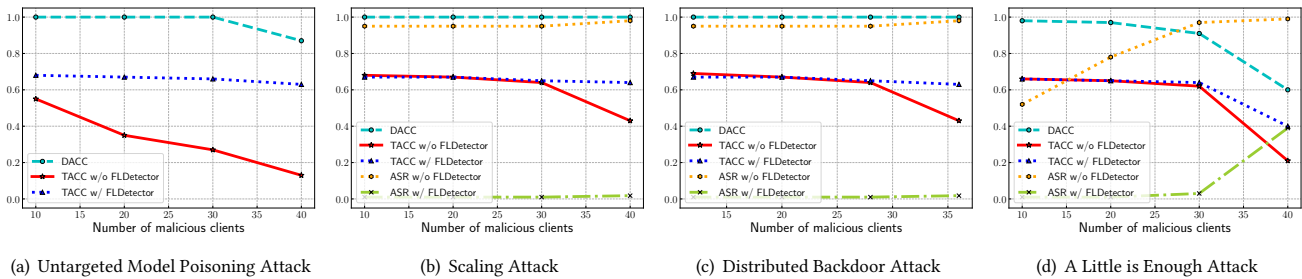 1.0
0.8
0.6
0.4
0.2
0.0
DACC
TACC w/o FLDetector
TACC w/ FLDetector
10 15 20 25 30 35 40
Number of malicious clients
(a) Untargeted Model Poisoning Attack
1.0
0.8
0.6
0.4
0.2
0.0
DACC
TACC w/o FLDetector
TACC w/ FLDetector
ASR w/o FLDetector
ASR w/ FLDetector
10 15 20 25 30 35 40
Number of malicious clients
(b) Scaling Attack
1.0
0.8
0.6
0.4
0.2
0.0
DACC
TACC w/o FLDetector
TACC w/ FLDetector
ASR w/o FLDetector
ASR w/ FLDetector
15 20 25 30 35
Number of malicious clients
(c) Distributed Backdoor Attack
1.0
0.8
0.6
0.4
0.2
0.0
DACC
TACC w/o FLDetector
TACC w/ FLDetector
ASR w/o FLDetector
ASR w/ FLDetector
10 15 20 25 30 35 40
Number of malicious clients
(d) A Little is Enough Attack